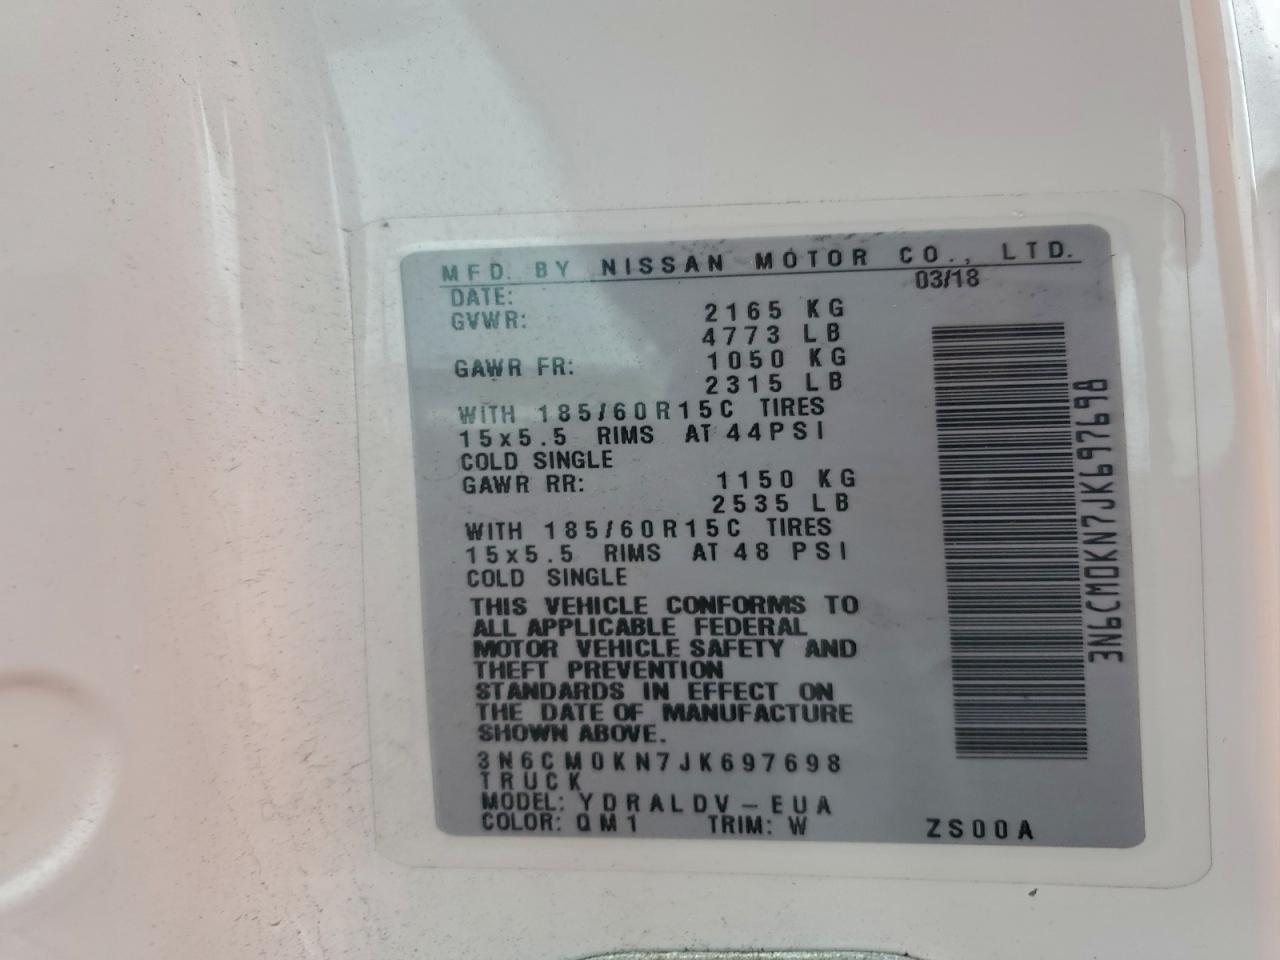 MFD. BY NISSAN MOTOR CO., LTD.
DATE: 03/18
GVWR: 2165 KG
4773 LB
GAWR FR: 1050 KG
2315 LB
WITH 185/60R15C TIRES
15x5.5 RIMS AT 44PSI
COLD SINGLE
GAWR RR: 1150 KG
2535 LB
WITH 185/60R15C TIRES
15x5.5 RIMS AT 48 PSI
COLD SINGLE
THIS VEHICLE CONFORMS TO
ALL APPLICABLE FEDERAL
MOTOR VEHICLE SAFETY AND
THEFT PREVENTION
STANDARDS IN EFFECT ON
THE DATE OF MANUFACTURE
SHOWN ABOVE.
3N6CM0KN7JK697698
TRUCK
MODEL: YDRALDV-EUA
COLOR: QM1 TRIM: W ZS00A
3N6CM0KN7JK697698